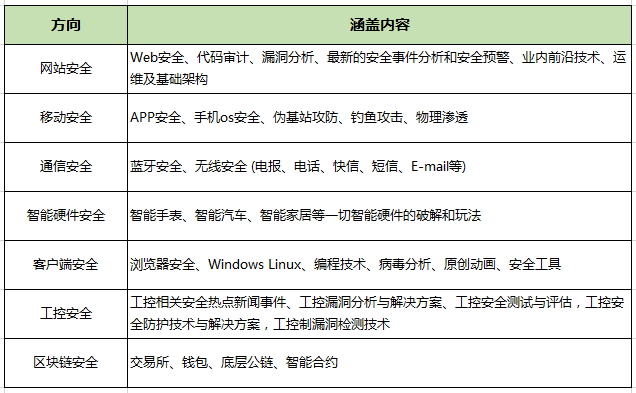 方向 涵盖内容
网站安全 Web安全、代码审计、漏洞分析、最新的安全事件分析和安全预警、业内前沿技术、运
维及基础架构
移动安全 APP安全、手机os安全、伪基站攻防、钓鱼攻击、物理渗透
通信安全 蓝牙安全、无线安全 (电报、电话、快信、短信、E-mail等)
智能硬件安全 智能手表、智能汽车、智能家居等一切智能硬件的破解和玩法
客户端安全 浏览器安全、Windows Linux、编程技术、病毒分析、原创动画、安全工具
工控安全 工控相关安全热点新闻事件、工控漏洞分析与解决方案、工控安全测试与评估，工控安
全防护技术与解决方案，工控制漏洞检测技术
区块链安全 交易所、钱包、底层公链、智能合约